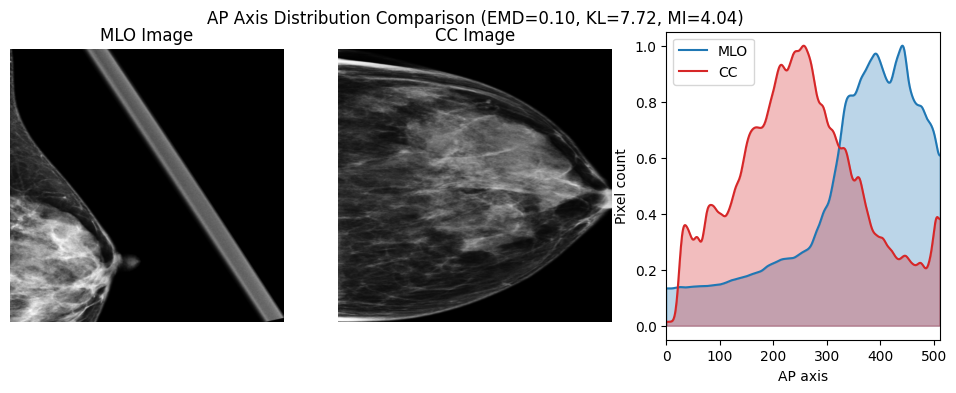 AP Axis Distribution Comparison (EMD=0.10, KL=7.72, MI=4.04)
MLO Image
CC Image
MLO
CC
Pixel count
1.0
0.8
0.6
0.4
0.2
0.0
0 100 200 300 400 500
AP axis